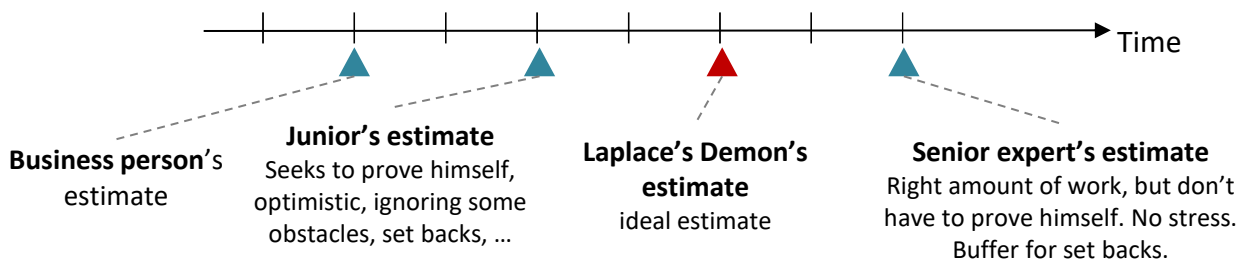 Time
Business person's
estimate
Junior's estimate
Seeks to prove himself,
optimistic, ignoring some
obstacles, set backs, …
Laplace's Demon's
estimate
ideal estimate
Senior expert's estimate
Right amount of work, but don't
have to prove himself. No stress.
Buffer for set backs.